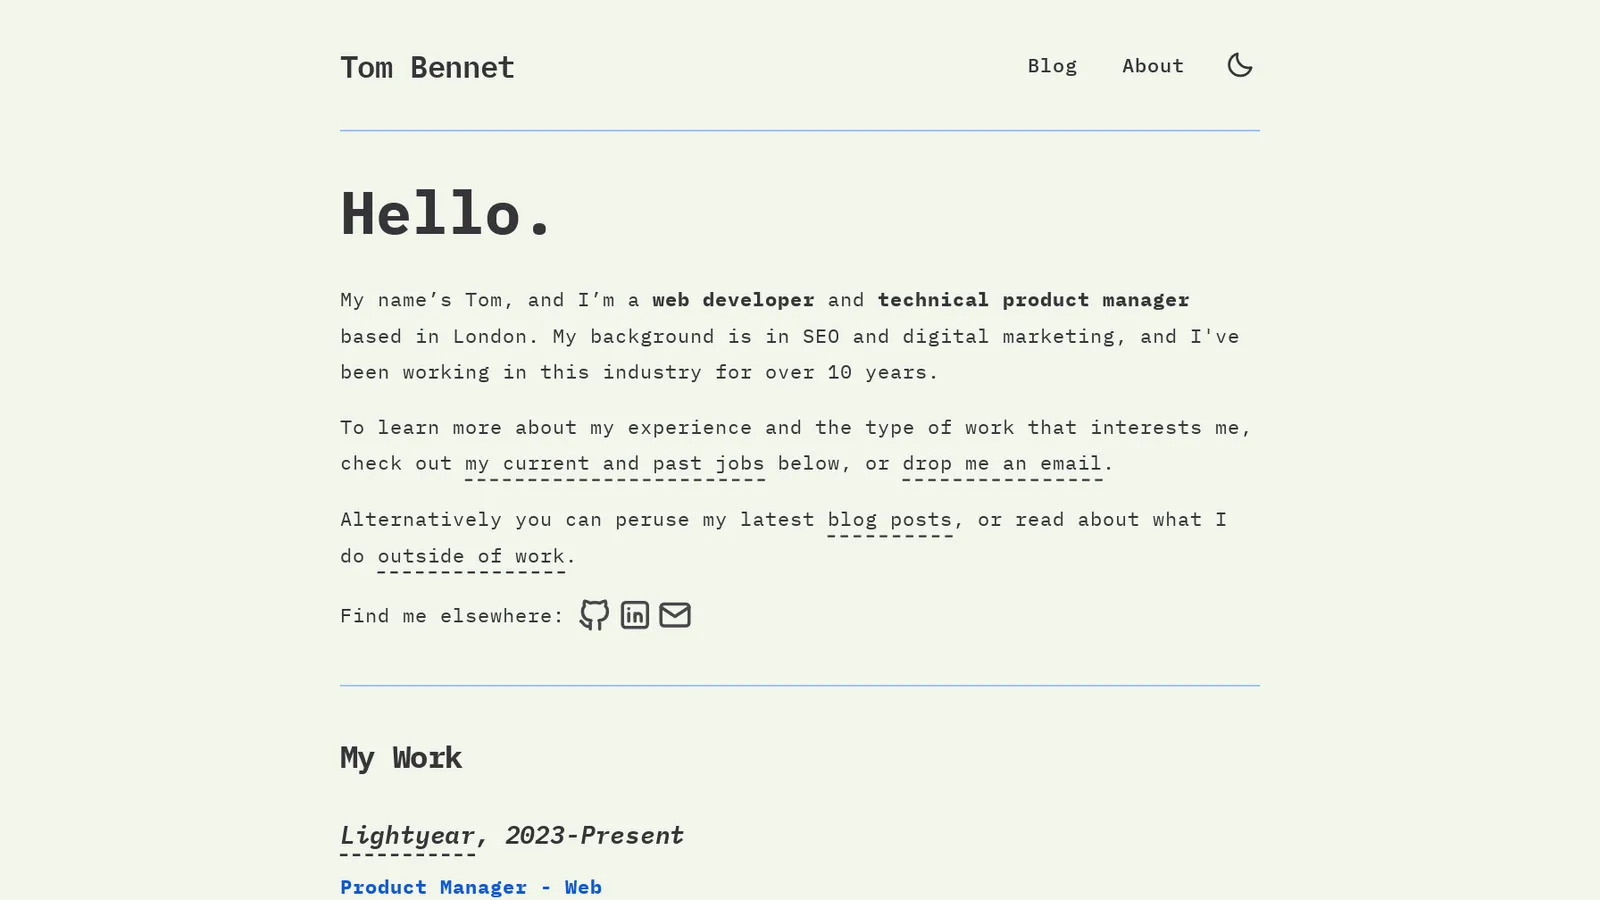 Tom Bennet
Blog
About
Hello.
My name’s Tom, and I’m a web developer and technical product manager
based in London. My background is in SEO and digital marketing, and I've
been working in this industry for over 10 years.
To learn more about my experience and the type of work that interests me,
check out my current and past jobs below, or drop me an email.
Alternatively you can peruse my latest blog posts, or read about what I
do outside of work.
Find me elsewhere:
My Work
Lightyear, 2023-Present
Product Manager - Web